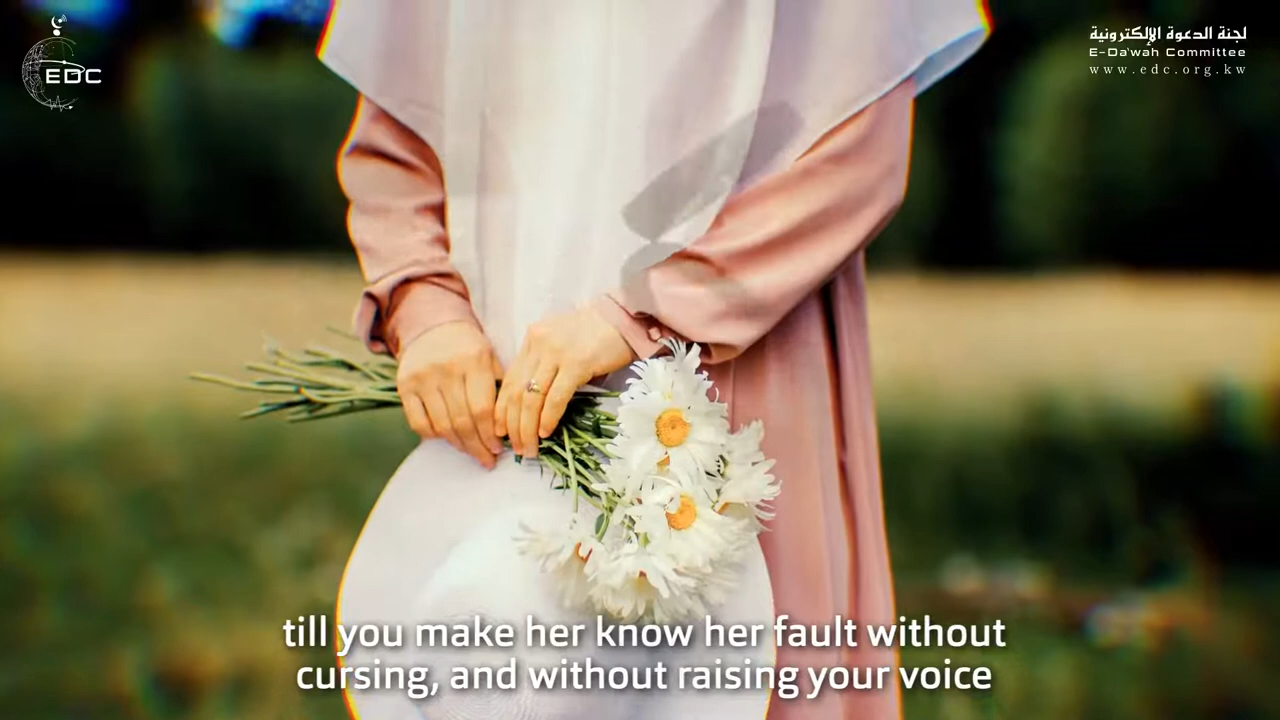 EDC
لجنة الدعوة الإلكترونية
E-Da'wah Committee
www.edc.org.kw
till you make her know her fault without
cursing, and without raising your voice